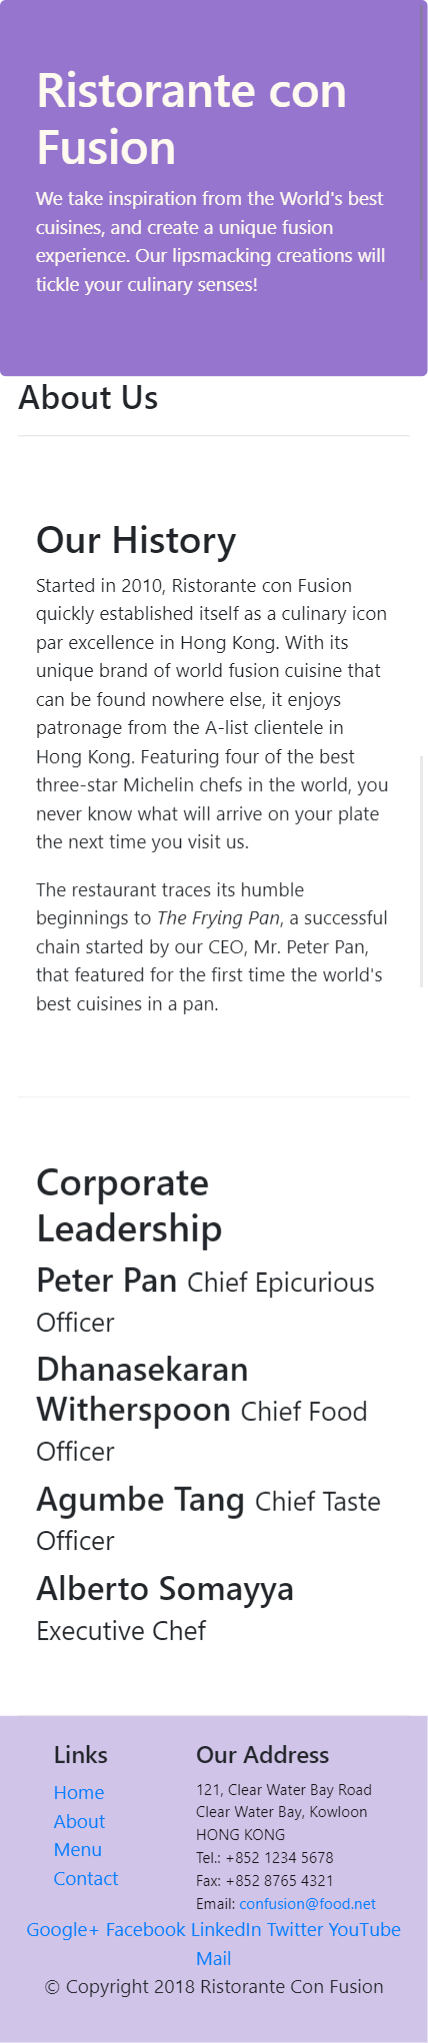 Ristorante con
Fusion
We take inspiration from the World's best
cuisines, and create a unique fusion
experience. Our lipsmacking creations will
tickle your culinary senses!
About Us
Our History
Started in 2010, Ristorante con Fusion
quickly established itself as a culinary icon
par excellence in Hong Kong. With its
unique brand of world fusion cuisine that
can be found nowhere else, it enjoys
patronage from the A-list clientele in
Hong Kong. Featuring four of the best
three-star Michelin chefs in the world, you
never know what will arrive on your plate
the next time you visit us.
The restaurant traces its humble
beginnings to The Frying Pan, a successful
chain started by our CEO, Mr. Peter Pan,
that featured for the first time the world's
best cuisines in a pan.
Corporate
Leadership
Peter Pan Chief Epicurious
Officer
Dhanasekaran
Witherspoon Chief Food
Officer
Agumbe Tang Chief Taste
Officer
Alberto Somayya
Executive Chef
Links
Home
About
Menu
Contact
Our Address
121, Clear Water Bay Road
Clear Water Bay, Kowloon
HONG KONG
Tel.: +852 1234 5678
Fax: +852 8765 4321
Email: confusion@food.net
Google+ Facebook LinkedIn Twitter YouTube
Mail
© Copyright 2018 Ristorante Con Fusion